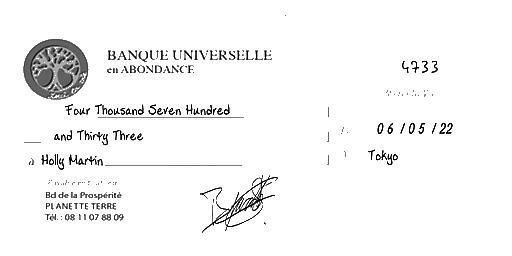 BANQUE UNIVERSELLE
en ABONDANCE
4733
Four Thousand Seven Hundred
and Thirty Three
06/05/22
à Holly Martin
Tokyo
Bd de la Prospérité
PLANETTE TERRE
Tél. : 08 11 07 88 09